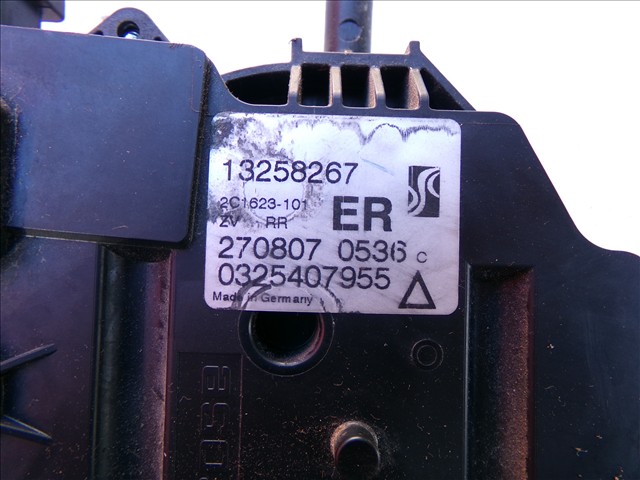 13258267
2C1623-101
ZV RR ER
270807 0536 C
0325407955
Made in Germany